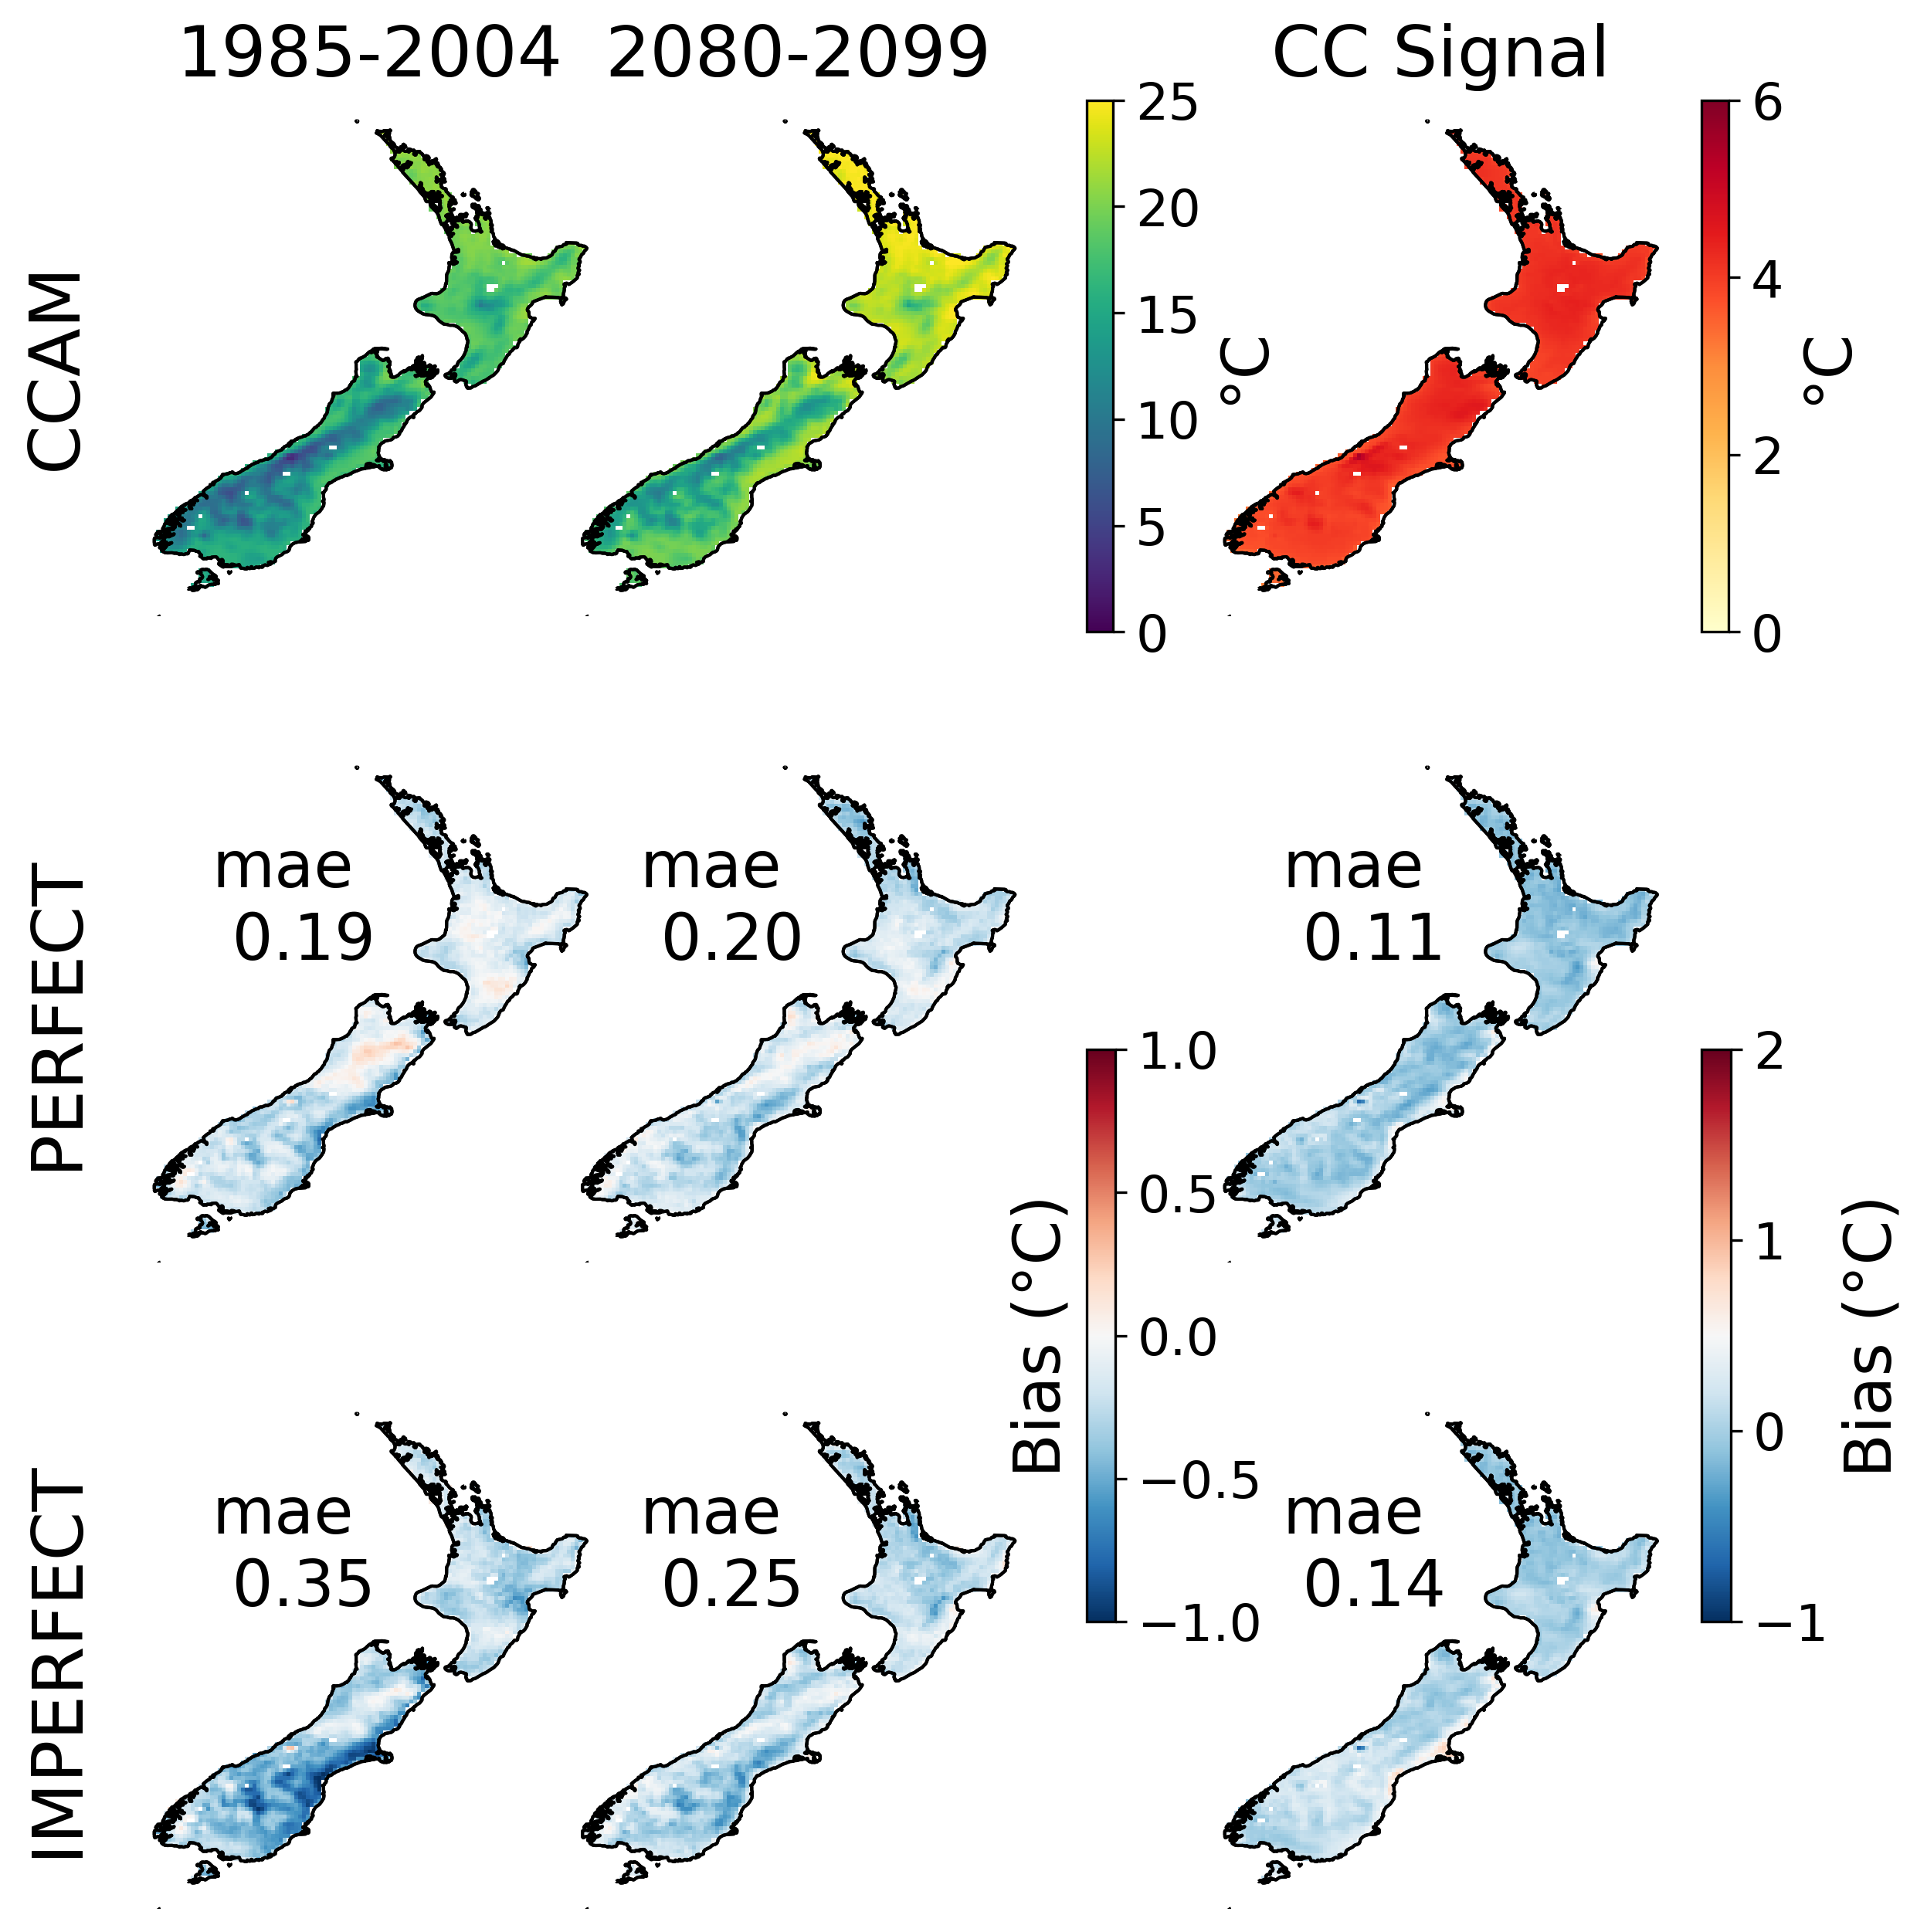 1985-2004 2080-2099 CC Signal
CCAM
25
20
15
10
5
0
°C
6
4
2
0
°C
PERFECT
mae
0.19
mae
0.20
mae
0.11
1.0
0.5
0.0
−0.5
−1.0
Bias (°C)
2
1
0
−1
Bias (°C)
IMPERFECT
mae
0.35
mae
0.25
mae
0.14